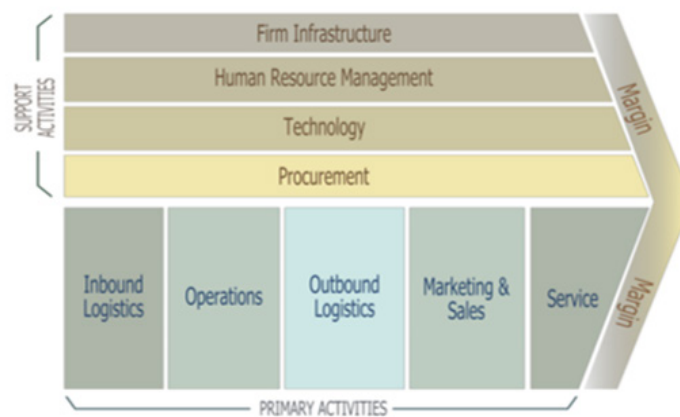 SUPPORT
ACTIVITIES
Firm Infrastructure
Human Resource Management
Technology
Procurement
Margin
Inbound
Logistics
Operations
Outbound
Logistics
Marketing &
Sales
Service
Margin
PRIMARY ACTIVITIES